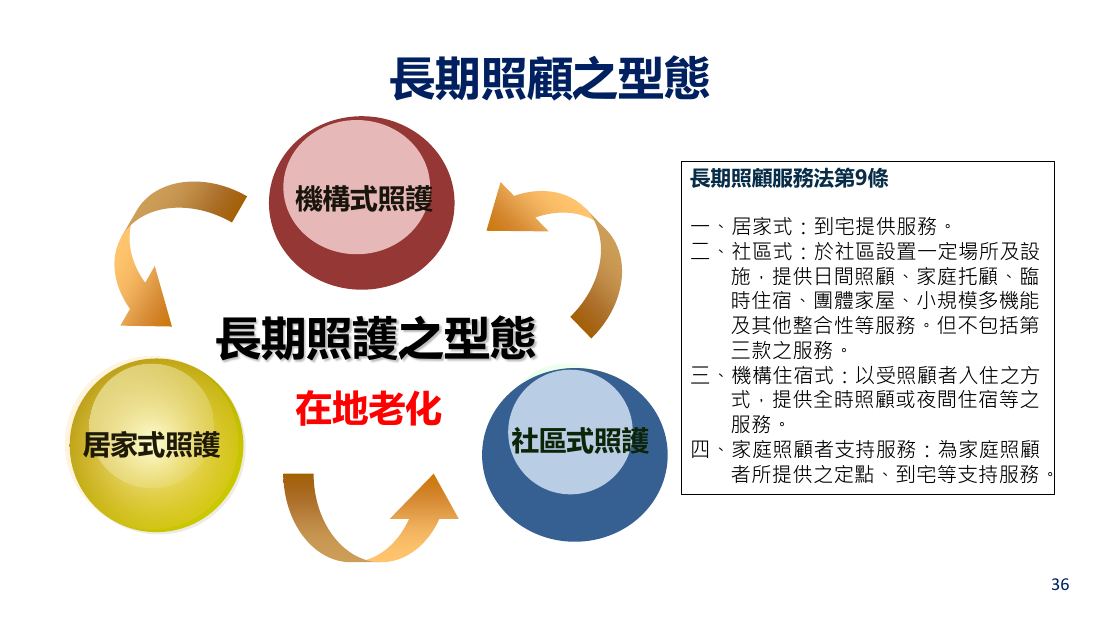 長期照顧之型態
機構式照護
長期照護之型態
在地老化
居家式照護
社區式照護
長期照顧服務法第9條
一、居家式：到宅提供服務。
二、社區式：於社區設置一定場所及設
施，提供日間照顧、家庭托顧、臨
時住宿、團體家屋、小規模多機能
及其他整合性等服務。但不包括第
三款之服務。
三、機構住宿式：以受照顧者入住之方
式，提供全時照顧或夜間住宿等之
服務。
四、家庭照顧者支持服務：為家庭照顧
者所提供之定點、到宅等支持服務。
36